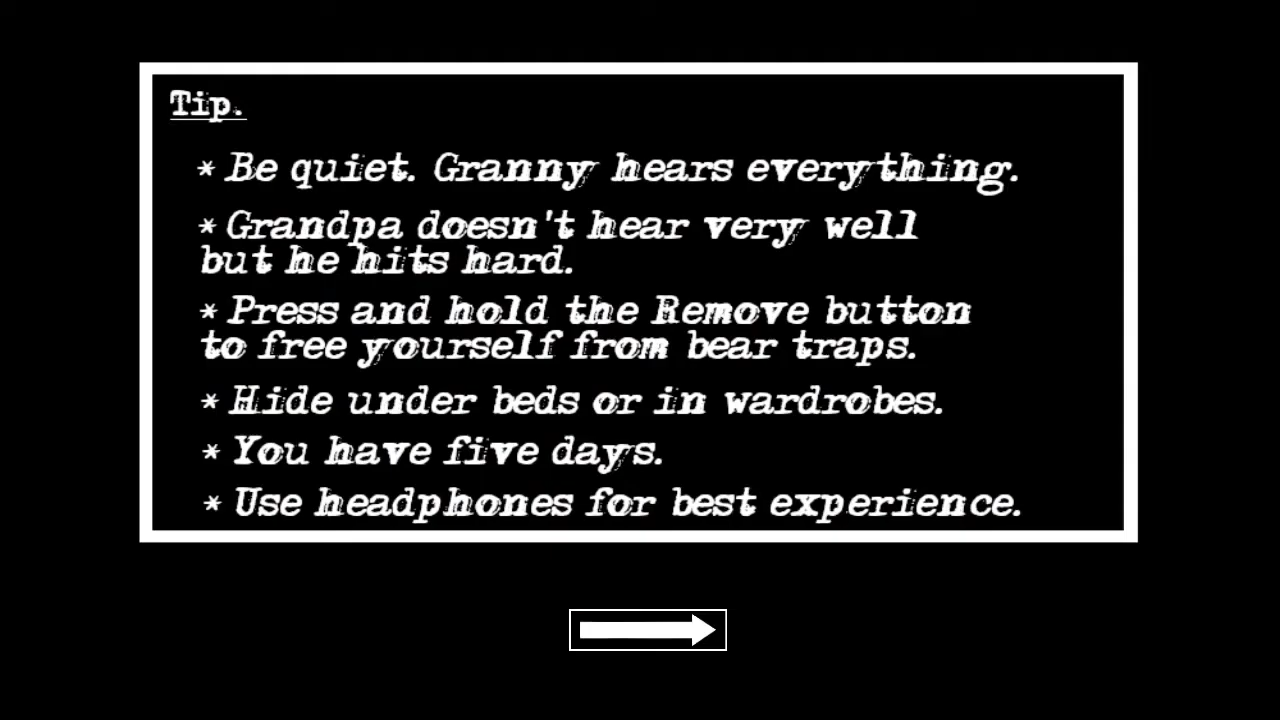 Tip.
* Be quiet. Granny hears everything.
* Grandpa doesn't hear very well
but he hits hard.
* Press and hold the Remove button
to free yourself from bear traps.
* Hide under beds or in wardrobes.
* You have five days.
* Use headphones for best experience.